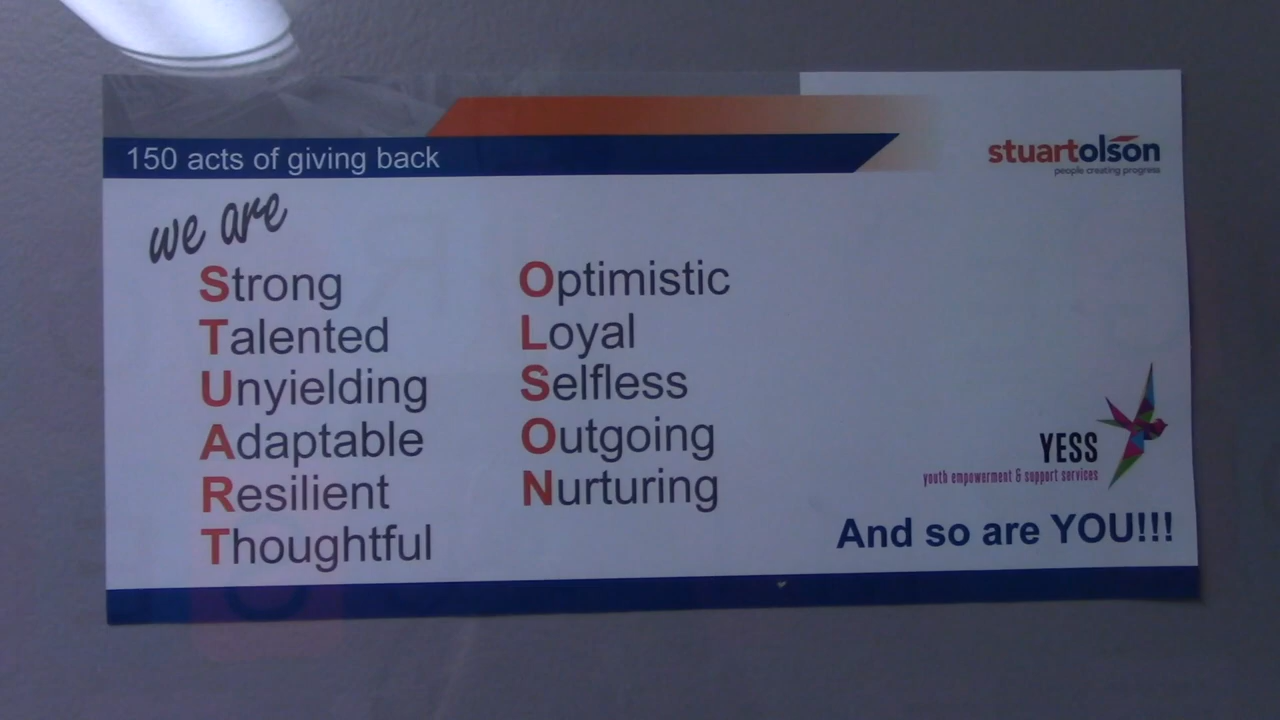 150 acts of giving back
stuartolson
people creating progress
we are
Strong
Talented
Unyielding
Adaptable
Resilient
Thoughtful
Optimistic
Loyal
Selfless
Outgoing
Nurturing
YESS
youth empowerment & support services
And so are YOU!!!